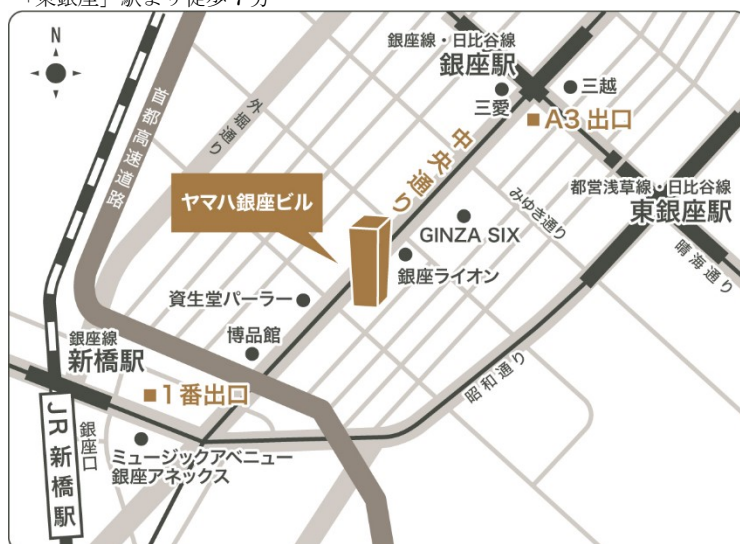 「東銀座」駅より徒歩7分
N
首都高速道路
外堀通り
銀座線・日比谷線
銀座駅
三越
三愛
■A3出口
中央通り
都営浅草線・日比谷線
東銀座駅
みゆき通り
晴海通り
ヤマハ銀座ビル
GINZA SIX
銀座ライオン
資生堂パーラー
博品館
銀座線
新橋駅
■1番出口
昭和通り
JR新橋駅
銀座口
ミュージックアベニュー
銀座アネックス